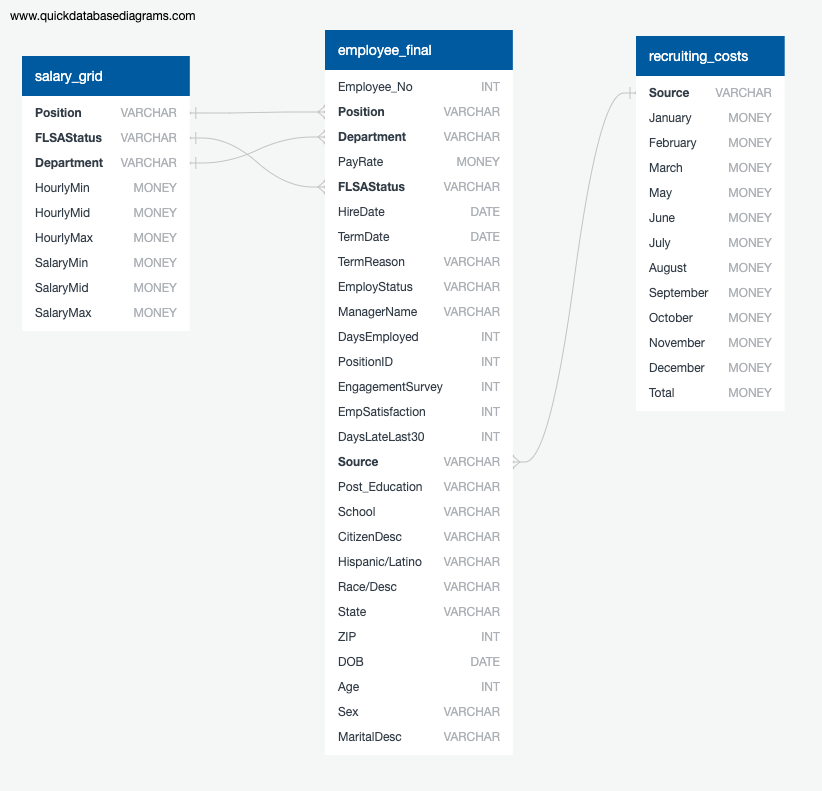 www.quickdatabasediagrams.com
salary_grid
Position VARCHAR
FLSAStatus VARCHAR
Department VARCHAR
HourlyMin MONEY
HourlyMid MONEY
HourlyMax MONEY
SalaryMin MONEY
SalaryMid MONEY
SalaryMax MONEY
employee_final
Employee_No INT
Position VARCHAR
Department VARCHAR
PayRate MONEY
FLSAStatus VARCHAR
HireDate DATE
TermDate DATE
TermReason VARCHAR
EmployStatus VARCHAR
ManagerName VARCHAR
DaysEmployed INT
PositionID INT
EngagementSurvey INT
EmpSatisfaction INT
DaysLateLast30 INT
Source VARCHAR
Post_Education VARCHAR
School VARCHAR
CitizenDesc VARCHAR
Hispanic/Latino VARCHAR
Race/Desc VARCHAR
State VARCHAR
ZIP INT
DOB DATE
Age INT
Sex VARCHAR
MaritalDesc VARCHAR
recruiting_costs
Source VARCHAR
January MONEY
February MONEY
March MONEY
May MONEY
June MONEY
July MONEY
August MONEY
September MONEY
October MONEY
November MONEY
December MONEY
Total MONEY